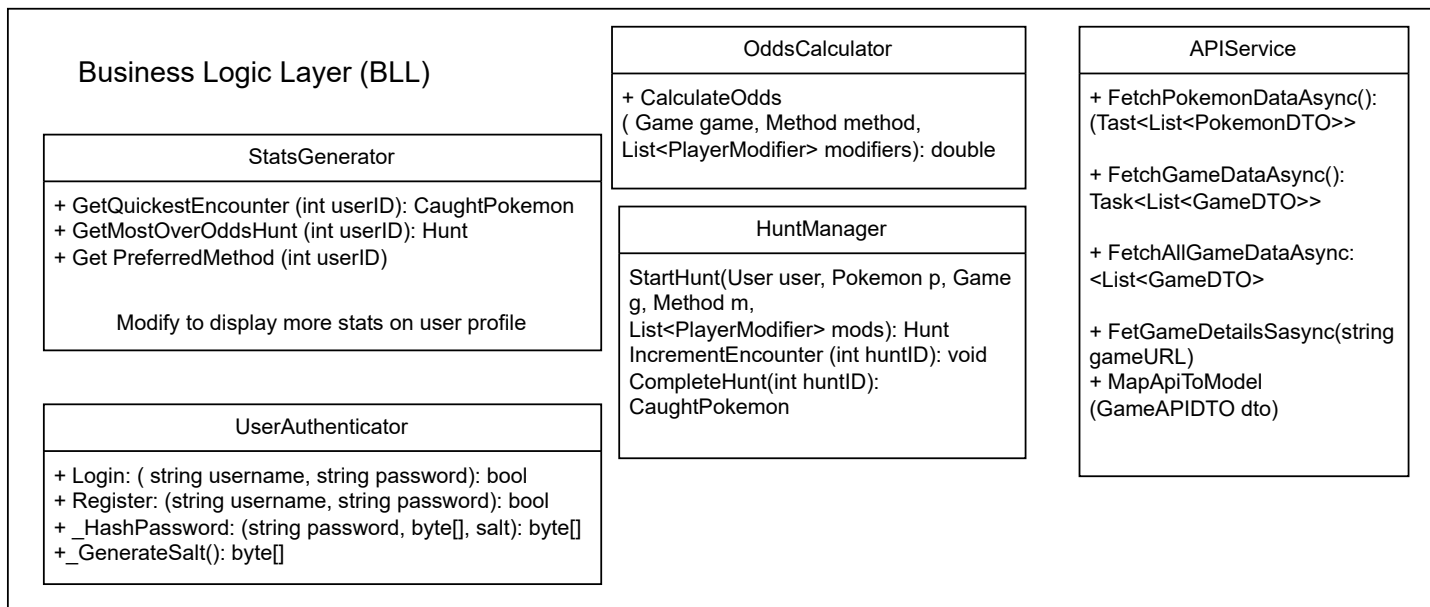 Business Logic Layer (BLL)
StatsGenerator
+ GetQuickestEncounter (int userID): CaughtPokemon
+ GetMostOverOddsHunt (int userID): Hunt
+ Get PreferredMethod (int userID)
Modify to display more stats on user profile
UserAuthenticator
+ Login: ( string username, string password): bool
+ Register: (string username, string password): bool
+ _HashPassword: (string password, byte[], salt): byte[]
+_GenerateSalt(): byte[]
OddsCalculator
+ CalculateOdds
( Game game, Method method,
List<PlayerModifier> modifiers): double
HuntManager
StartHunt(User user, Pokemon p, Game
g, Method m,
List<PlayerModifier> mods): Hunt
IncrementEncounter (int huntID): void
CompleteHunt(int huntID):
CaughtPokemon
APIService
+ FetchPokemonDataAsync():
(Tast<List<PokemonDTO>>
+ FetchGameDataAsync():
Task<List<GameDTO>>
+ FetchAllGameDataAsync:
<List<GameDTO>
+ FetGameDetailsSasync(string
gameURL)
+ MapApiToModel
(GameAPIDTO dto)